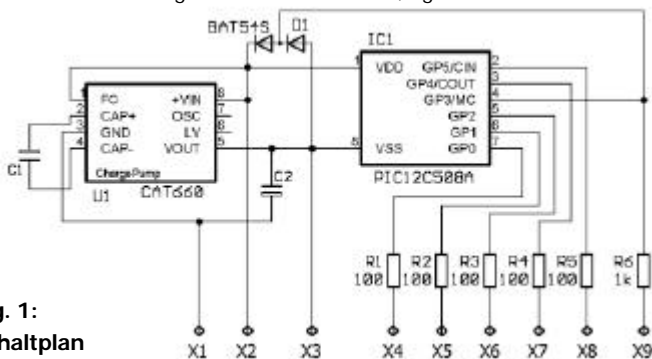 BAT54S D1
IC1
1 VDD GP5/CIN 2
GP4/COUT 3
GP3/MC 4
GP2 5
GP1 6
8 VSS GP0 7
PIC12C508A
1 FC +VIN 8
2 CAP+ OSC 7
3 GND LV 6
4 CAP- VOUT 5
ChargePump
U1 CAT660
C1
C2
R1 R2 R3 R4 R5 R6
100 100 100 100 100 1k
g. 1:
haltplan
X1 X2 X3 X4 X5 X6 X7 X8 X9